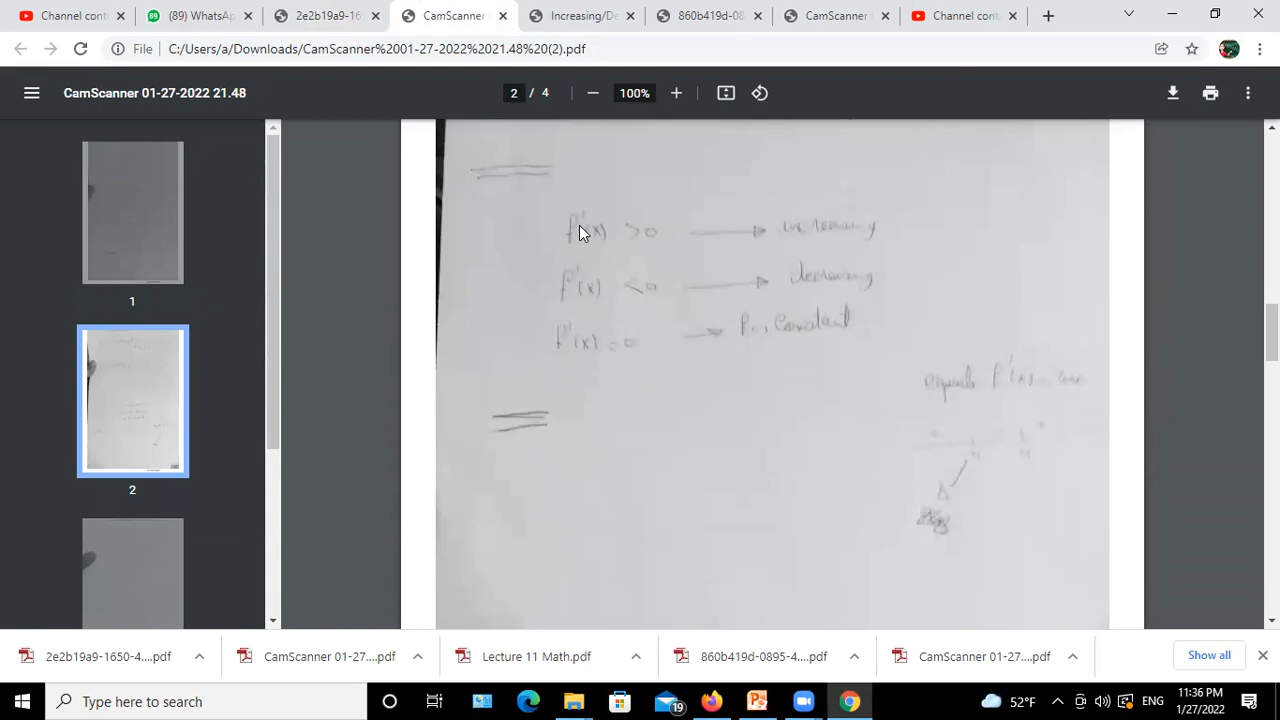 Channel cont
(89) WhatsAp
2e2b19a9-16
CamScanner
Increasing/De
860b419d-08
CamScanner
Channel cont
File C:/Users/a/Downloads/CamScanner%2001-27-2022%2021.48%20(2).pdf
CamScanner 01-27-2022 21.48
2 / 4
100%
1
2
f'(x) > 0 → increasing
f'(x) < 0 → decreasing
f'(x) = 0 → f is Constant
f'(x)
2e2b19a9-1650-4....pdf
CamScanner 01-27....pdf
Lecture 11 Math.pdf
860b419d-0895-4....pdf
CamScanner 01-27....pdf
Show all
Type here to search
19
52°F
ENG
11:36 PM
1/27/2022